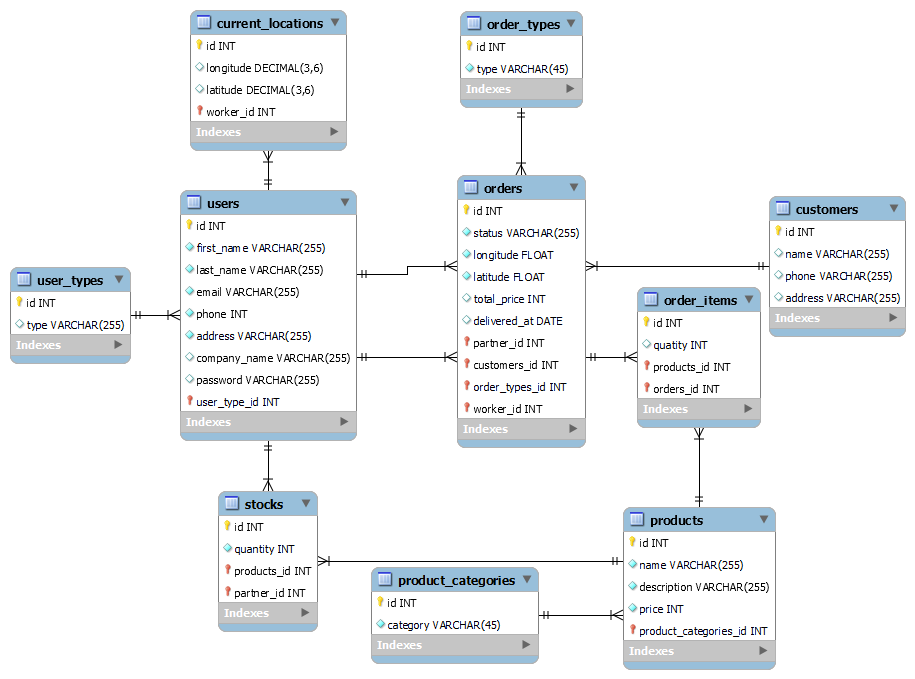 current_locations
id INT
longitude DECIMAL(3,6)
latitude DECIMAL(3,6)
worker_id INT
Indexes
order_types
id INT
type VARCHAR(45)
Indexes
users
id INT
first_name VARCHAR(255)
last_name VARCHAR(255)
email VARCHAR(255)
phone INT
address VARCHAR(255)
company_name VARCHAR(255)
password VARCHAR(255)
user_type_id INT
Indexes
orders
id INT
status VARCHAR(255)
longitude FLOAT
latitude FLOAT
total_price INT
delivered_at DATE
partner_id INT
customers_id INT
order_types_id INT
worker_id INT
Indexes
customers
id INT
name VARCHAR(255)
phone VARCHAR(255)
address VARCHAR(255)
Indexes
user_types
id INT
type VARCHAR(255)
Indexes
order_items
id INT
quatity INT
products_id INT
orders_id INT
Indexes
stocks
id INT
quantity INT
products_id INT
partner_id INT
Indexes
product_categories
id INT
category VARCHAR(45)
Indexes
products
id INT
name VARCHAR(255)
description VARCHAR(255)
price INT
product_categories_id INT
Indexes